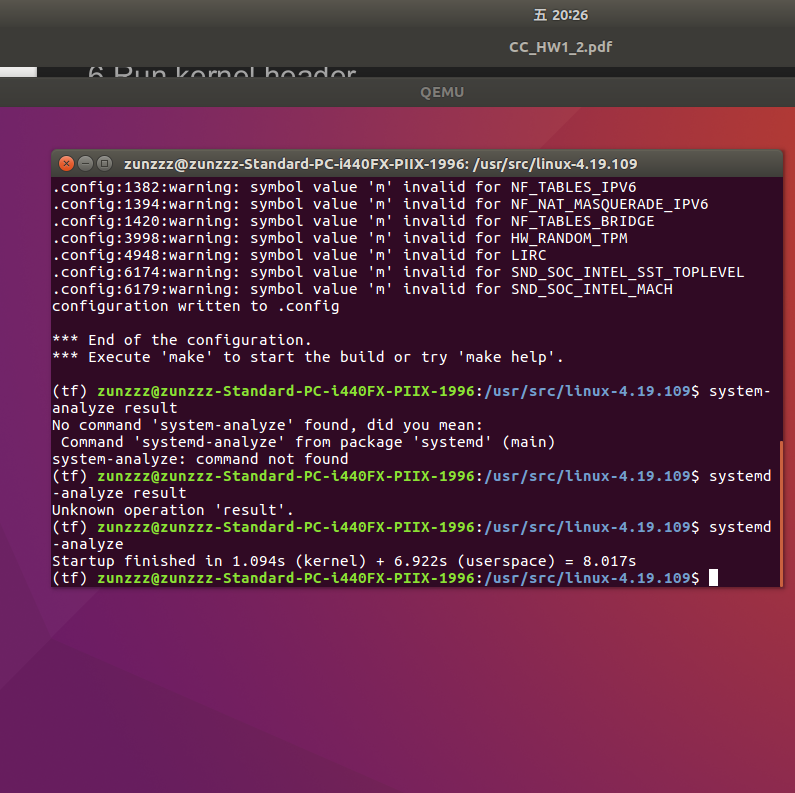 五 20:26
CC_HW1_2.pdf
6 Run kernel header
QEMU
zunzzz@zunzzz-Standard-PC-i440FX-PIIX-1996: /usr/src/linux-4.19.109
.config:1382:warning: symbol value 'm' invalid for NF_TABLES_IPV6
.config:1394:warning: symbol value 'm' invalid for NF_NAT_MASQUERADE_IPV6
.config:1420:warning: symbol value 'm' invalid for NF_TABLES_BRIDGE
.config:3998:warning: symbol value 'm' invalid for HW_RANDOM_TPM
.config:4948:warning: symbol value 'm' invalid for LIRC
.config:6174:warning: symbol value 'm' invalid for SND_SOC_INTEL_SST_TOPLEVEL
.config:6179:warning: symbol value 'm' invalid for SND_SOC_INTEL_MACH
configuration written to .config
*** End of the configuration.
*** Execute 'make' to start the build or try 'make help'.
(tf) zunzzz@zunzzz-Standard-PC-i440FX-PIIX-1996:/usr/src/linux-4.19.109$ system-
analyze result
No command 'system-analyze' found, did you mean:
 Command 'systemd-analyze' from package 'systemd' (main)
system-analyze: command not found
(tf) zunzzz@zunzzz-Standard-PC-i440FX-PIIX-1996:/usr/src/linux-4.19.109$ systemd
-analyze result
Unknown operation 'result'.
(tf) zunzzz@zunzzz-Standard-PC-i440FX-PIIX-1996:/usr/src/linux-4.19.109$ systemd
-analyze
Startup finished in 1.094s (kernel) + 6.922s (userspace) = 8.017s
(tf) zunzzz@zunzzz-Standard-PC-i440FX-PIIX-1996:/usr/src/linux-4.19.109$